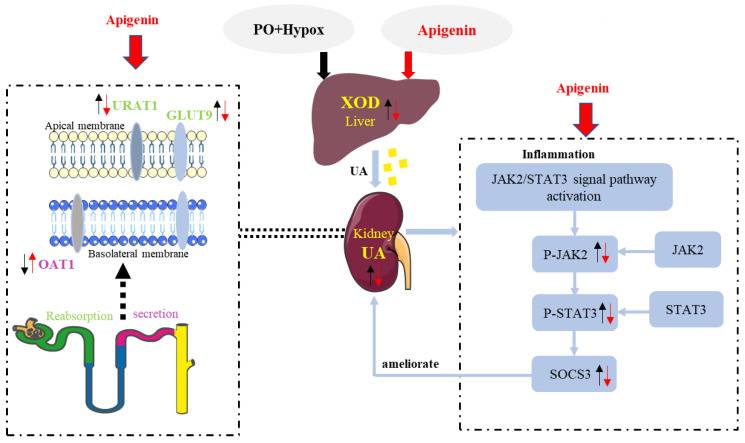 Apigenin
PO+Hypox
Apigenin
URAT1
GLUT9
Apical membrane
OAT1
Basolateral membrane
Reabsorption
secretion
XOD
Liver
UA
Kidney
UA
ameliorate
Apigenin
Inflammation
JAK2/STAT3 signal pathway
activation
P-JAK2
JAK2
P-STAT3
STAT3
SOCS3